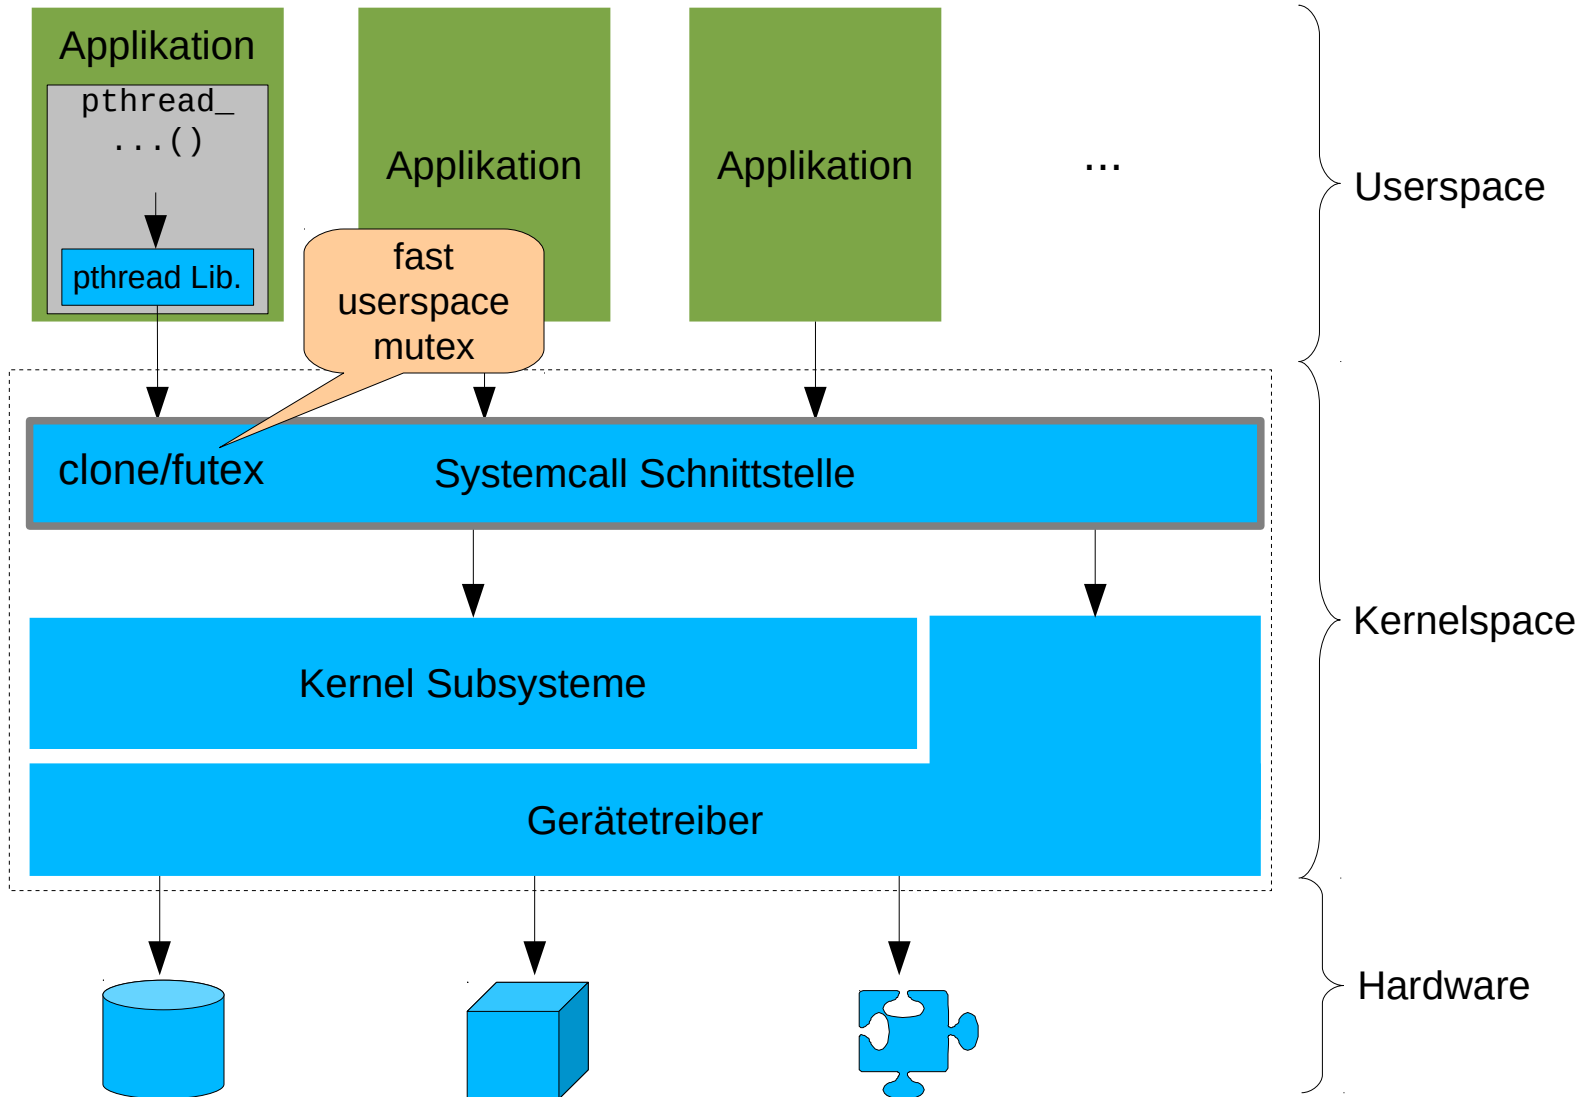 Applikation
pthread_
...()
pthread Lib.
Applikation
Applikation
...
fast
userspace
mutex
Userspace
clone/futex
Systemcall Schnittstelle
Kernel Subsysteme
Gerätetreiber
Kernelspace
Hardware